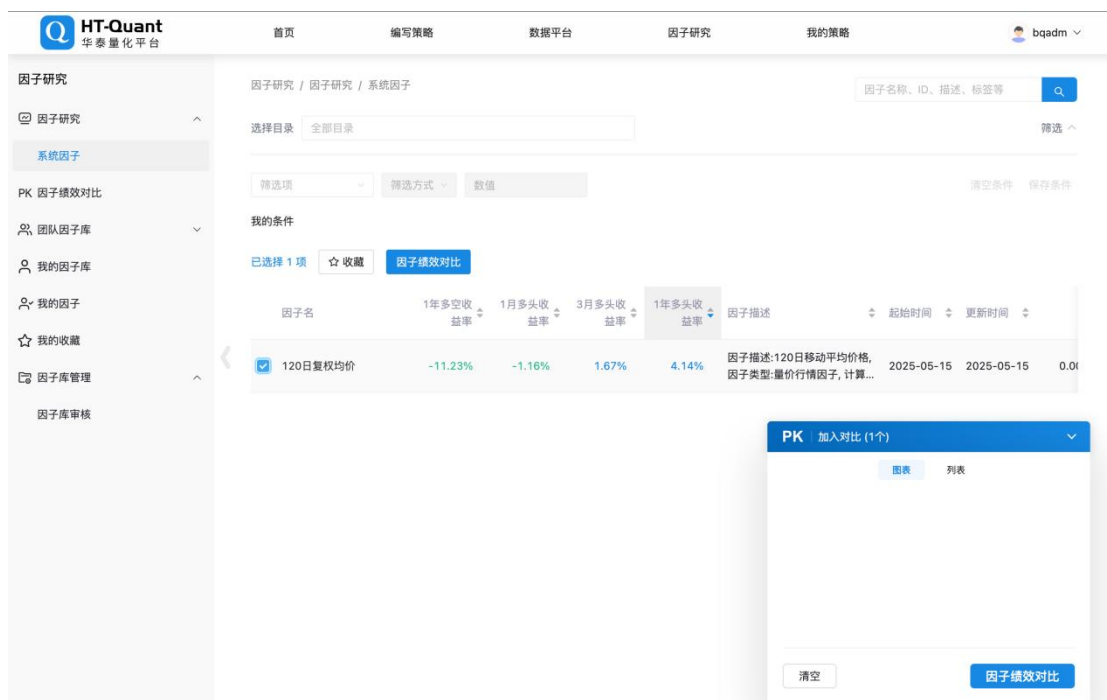 HT-Quant
华泰量化平台
首页
编写策略
数据平台
因子研究
我的策略
bqadm
因子研究
因子研究
系统因子
PK 因子绩效对比
团队因子库
我的因子库
我的因子
我的收藏
因子库管理
因子库审核
因子研究 / 因子研究 / 系统因子
因子名称、ID、描述、标签等
选择目录
全部目录
筛选
筛选项
筛选方式
数值
清空条件
保存条件
我的条件
已选择 1 项
收藏
因子绩效对比
因子名
1年多空收
益率
1月多头收
益率
3月多头收
益率
1年多头收
益率
因子描述
起始时间
更新时间
120日复权均价
-11.23%
-1.16%
1.67%
4.14%
因子描述:120日移动平均价格,
因子类型:量价行情因子, 计算...
2025-05-15
2025-05-15
0.0
PK 加入对比 (1个)
图表
列表
清空
因子绩效对比